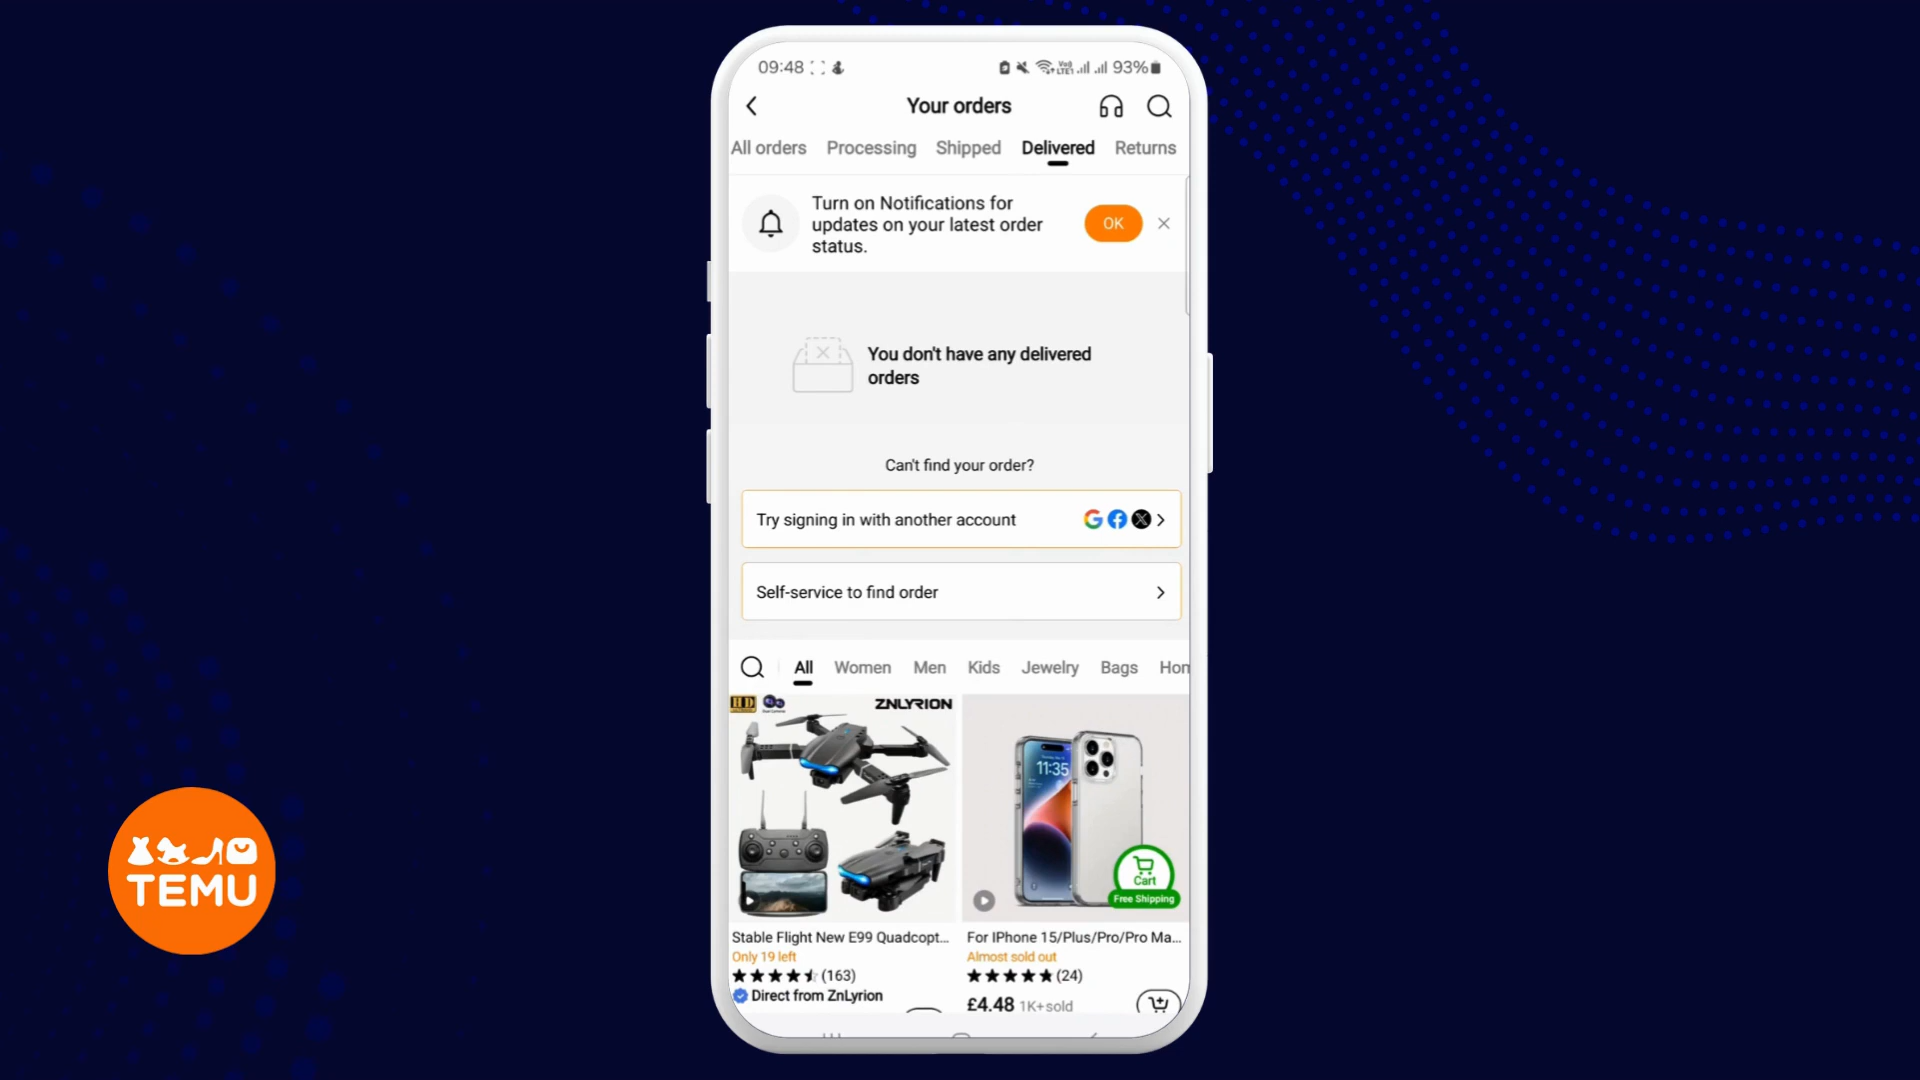 09:48
93%
Your orders
All orders Processing Shipped Delivered Returns
Turn on Notifications for
updates on your latest order
status.
OK
You don't have any delivered
orders
Can't find your order?
Try signing in with another account
Self-service to find order
All Women Men Kids Jewelry Bags Hom
HD
ZNLYRION
11:35
Cart
Free Shipping
Stable Flight New E99 Quadcopt...
Only 19 left
(163)
Direct from ZnLyrion
For IPhone 15/Plus/Pro/Pro Ma...
Almost sold out
(24)
£4.48 1K+sold
TEMU